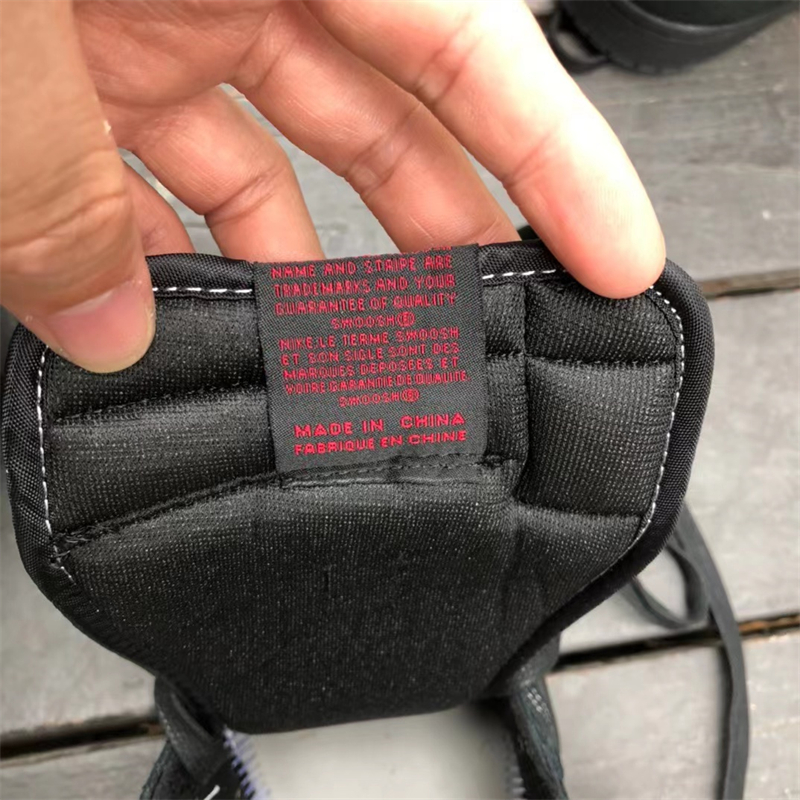 NAME AND STRIPE ARE
TRADEMARKS AND YOUR
GUARANTEE OF QUALITY
SWOOSH®
NIKE.LE TERME SWOOSH
ET SON SIGLE SONT DES
MARQUES DEPOSEES ET
VOTRE GARANTIE DE QUALITE
SWOOSH®
MADE IN CHINA
FABRIQUE EN CHINE